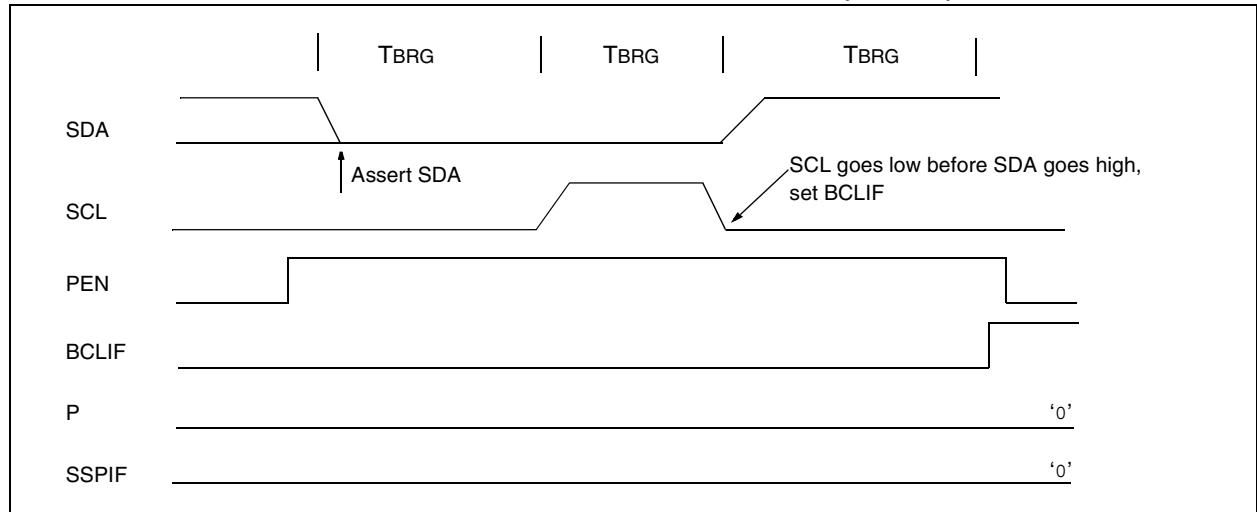 TBRG TBRG TBRG
SDA
Assert SDA
SCL goes low before SDA goes high,
set BCLIF
SCL
PEN
BCLIF
P ‘0’
SSPIF ‘0’